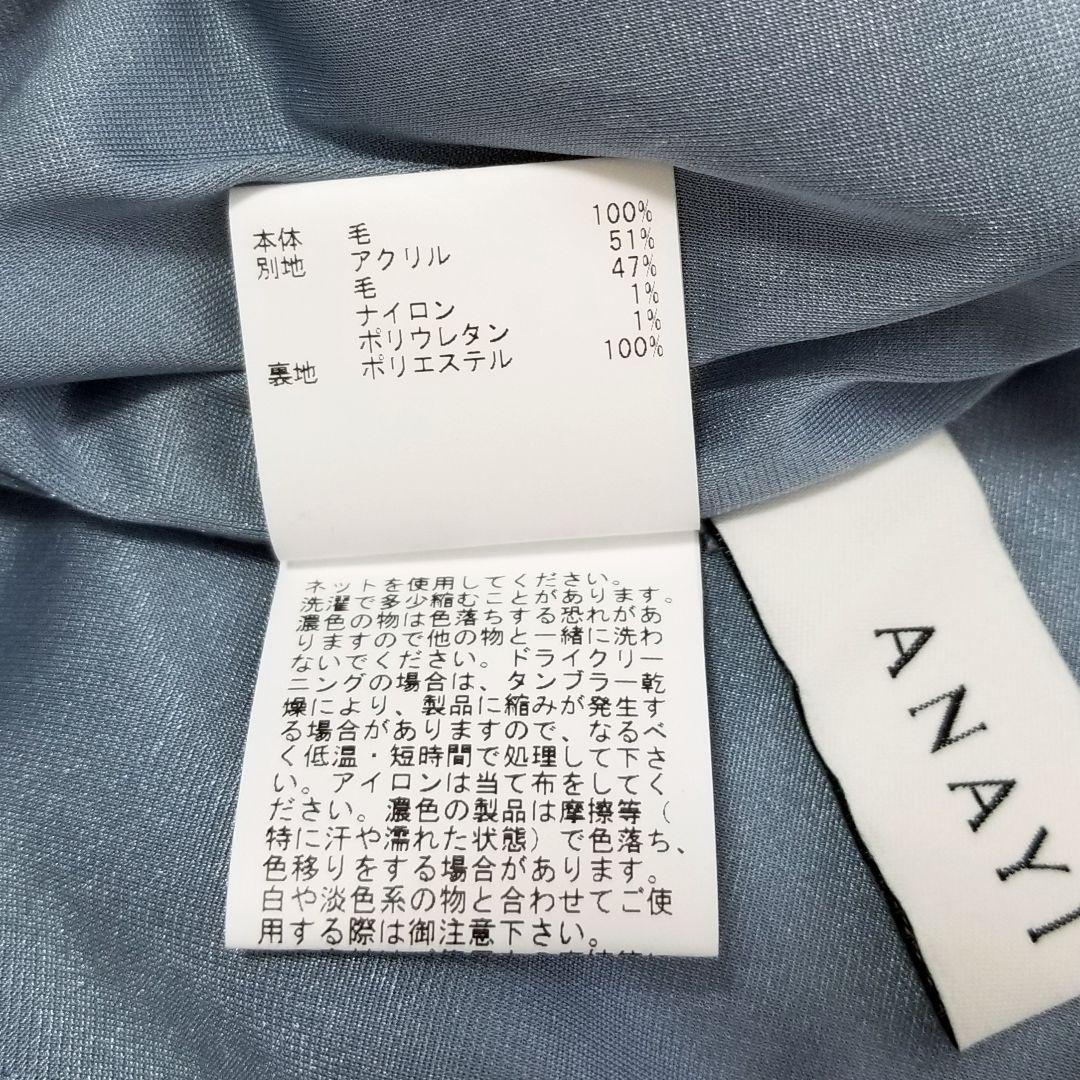 本体 毛 100%
別地 アクリル 51%
毛 47%
ナイロン 1%
ポリウレタン 1%
裏地 ポリエステル 100%
ネットを使用してください。
洗濯で多少縮むことがあります。
濃色の物は色落ちする恐れがあ
りますので他の物と一緒に洗わ
ないでください。ドライクリー
ニングの場合は、タンブラー乾
燥により、製品に縮みが発生す
る場合がありますので、なるべ
く低温・短時間で処理して下さ
い。アイロンは当て布をしてく
ださい。濃色の製品は摩擦等(
特に汗や濡れた状態)で色落ち、
色移りをする場合があります。
白や淡色系の物と合わせてご使
用する際は御注意下さい。
ANAYI